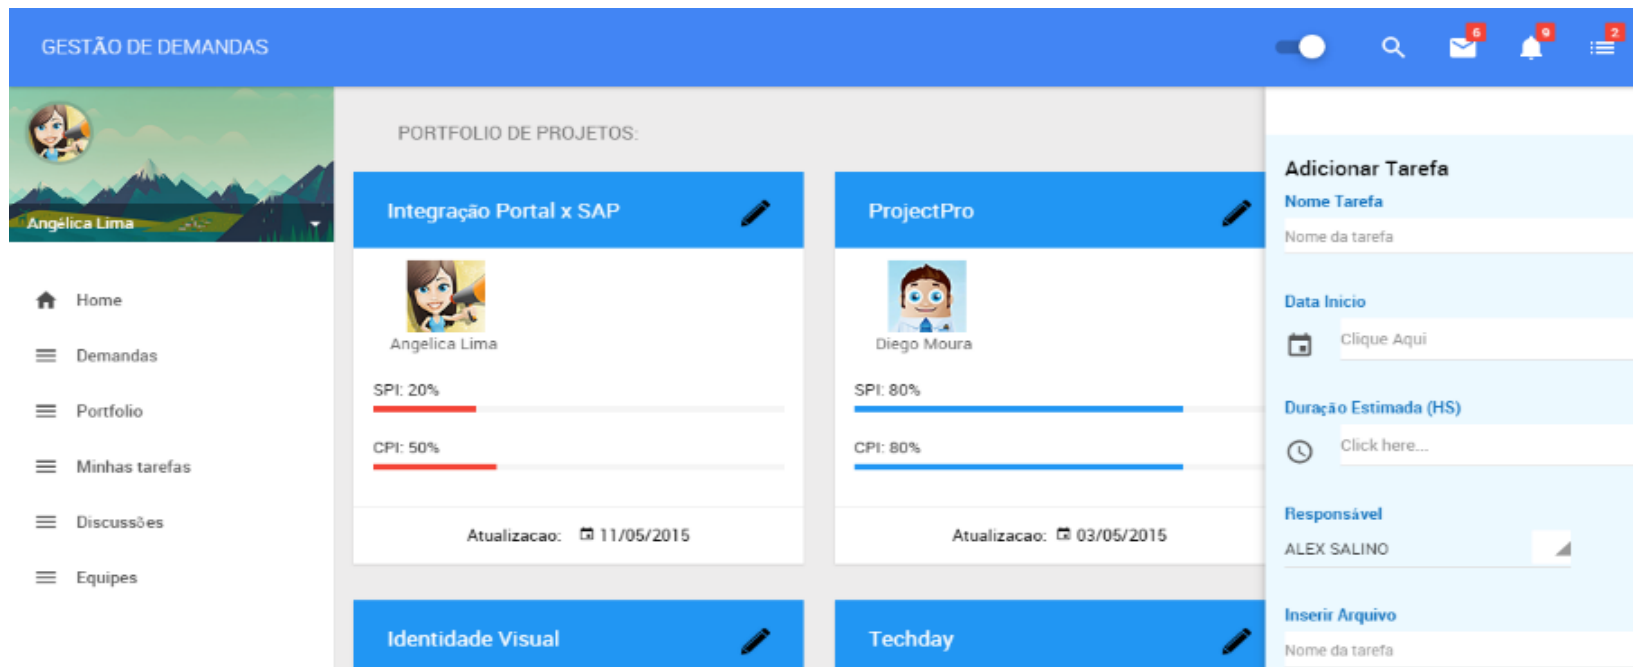 GESTÃO DE DEMANDAS
6
9
2
Angélica Lima
Home
Demandas
Portfolio
Minhas tarefas
Discussões
Equipes
PORTFOLIO DE PROJETOS:
Integração Portal x SAP
Angelica Lima
SPI: 20%
CPI: 50%
Atualizacao: 11/05/2015
ProjectPro
Diego Moura
SPI: 80%
CPI: 80%
Atualizacao: 03/05/2015
Identidade Visual
Techday
Adicionar Tarefa
Nome Tarefa
Nome da tarefa
Data Inicio
Clique Aqui
Duração Estimada (HS)
Click here...
Responsável
ALEX SALINO
Inserir Arquivo
Nome da tarefa